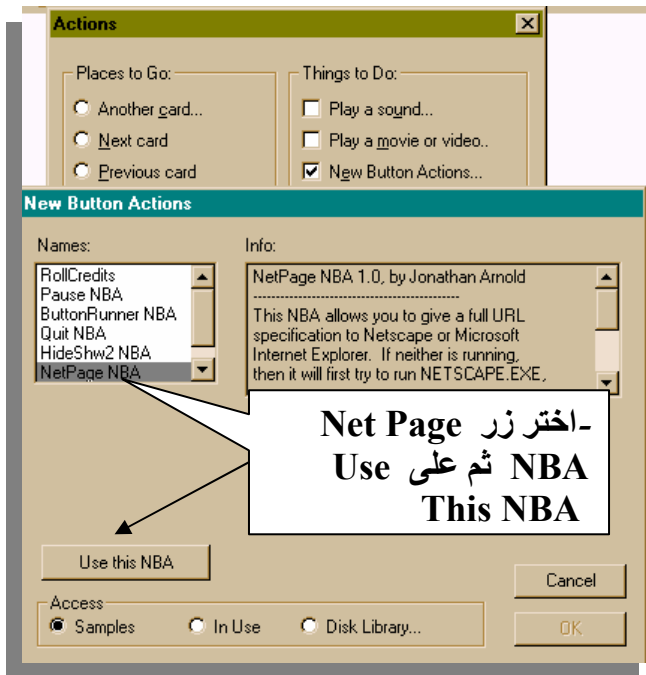 Actions
Places to Go:
Another card...
Next card
Previous card
Things to Do:
Play a sound...
Play a movie or video..
New Button Actions...
New Button Actions
Names:
RollCredits
Pause NBA
ButtonRunner NBA
Quit NBA
HideShw2 NBA
NetPage NBA
Info:
NetPage NBA 1.0, by Jonathan Arnold
-----------------------------------------------
This NBA allows you to give a full URL
specification to Netscape or Microsoft
Internet Explorer. If neither is running,
then it will first try to run NETSCAPE.EXE,
-اختر زر Net Page
NBA ثم على Use
This NBA
Use this NBA
Cancel
Access
Samples In Use Disk Library...
OK